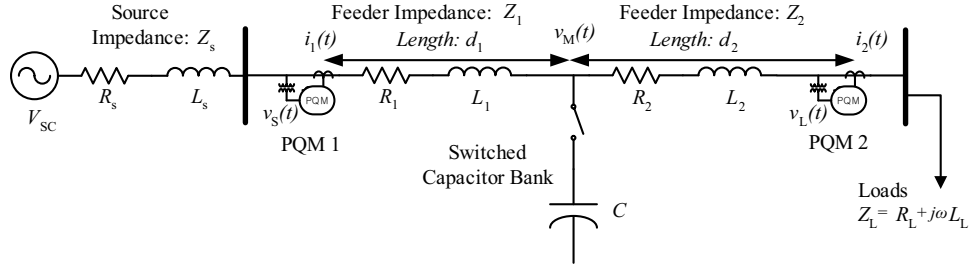 Source
Impedance: Zs
Feeder Impedance: Z1
Feeder Impedance: Z2
i1(t)
Length: d1
vM(t)
Length: d2
i2(t)
Rs
Ls
R1
L1
R2
L2
VSC
vS(t)
PQM
PQM 1
vL(t)
PQM
PQM 2
Switched
Capacitor Bank
C
Loads
ZL = RL+jωLL